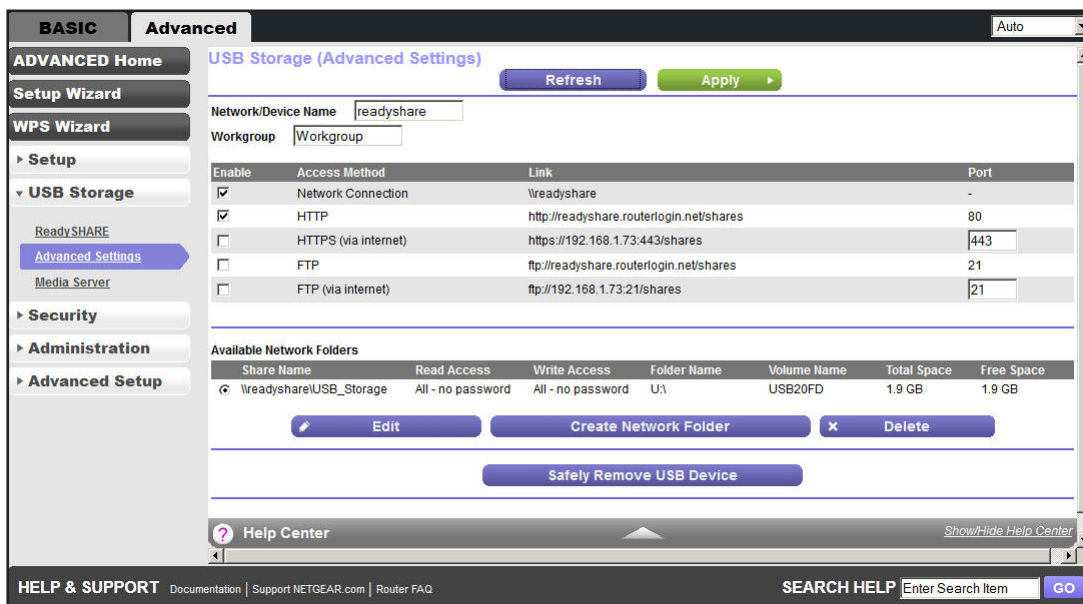 BASIC Advanced Auto
ADVANCED Home
Setup Wizard
WPS Wizard
Setup
USB Storage
ReadySHARE
Advanced Settings
Media Server
Security
Administration
Advanced Setup
USB Storage (Advanced Settings)
Refresh Apply
Network/Device Name readyshare
Workgroup Workgroup
Enable Access Method Link Port
Network Connection \\readyshare -
HTTP http://readyshare.routerlogin.net/shares 80
HTTPS (via internet) https://192.168.1.73:443/shares 443
FTP ftp://readyshare.routerlogin.net/shares 21
FTP (via internet) ftp://192.168.1.73:21/shares 21
Available Network Folders
Share Name Read Access Write Access Folder Name Volume Name Total Space Free Space
\\readyshare\USB_Storage All - no password All - no password U:\ USB20FD 1.9 GB 1.9 GB
Edit Create Network Folder Delete
Safely Remove USB Device
? Help Center Show/Hide Help Center
HELP & SUPPORT Documentation | Support NETGEAR.com | Router FAQ SEARCH HELP Enter Search Item GO